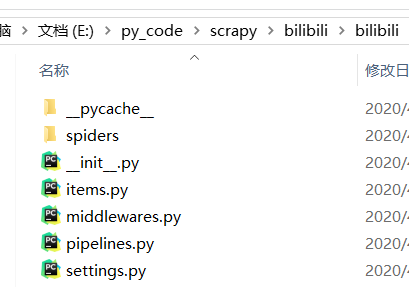 脑 > 文档 (E:) > py_code > scrapy > bilibili > bilibili
名称 修改日
__pycache__ 2020/4
spiders 2020/4
__init__.py 2020/4
items.py 2020/4
middlewares.py 2020/4
pipelines.py 2020/4
settings.py 2020/4